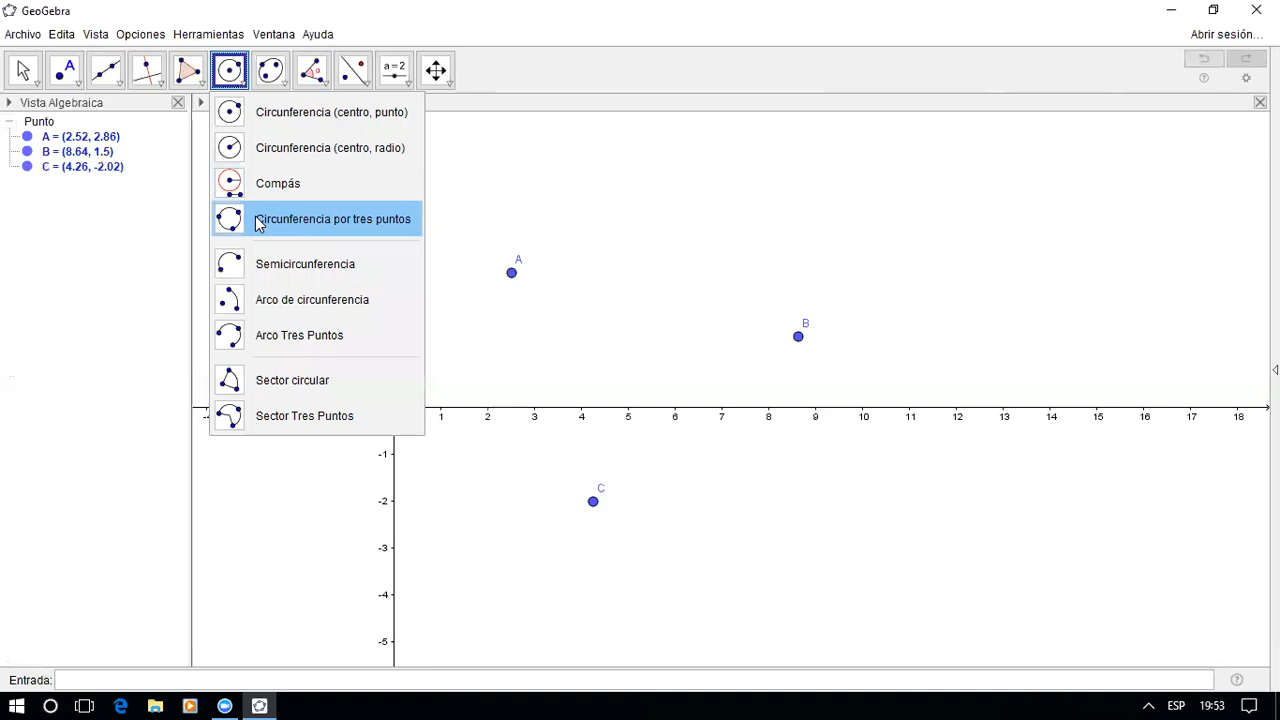 GeoGebra
Archivo Edita Vista Opciones Herramientas Ventana Ayuda
Abrir sesión...
A
α
a=2
Vista Algebraica
Punto
A = (2.52, 2.86)
B = (8.64, 1.5)
C = (4.26, -2.02)
Circunferencia (centro, punto)
Circunferencia (centro, radio)
Compás
Circunferencia por tres puntos
Semicircunferencia
Arco de circunferencia
Arco Tres Puntos
Sector circular
Sector Tres Puntos
A
B
C
1 2 3 4 5 6 7 8 9 10 11 12 13 14 15 16 17 18
-1
-2
-3
-4
-5
Entrada:
ESP 19:53